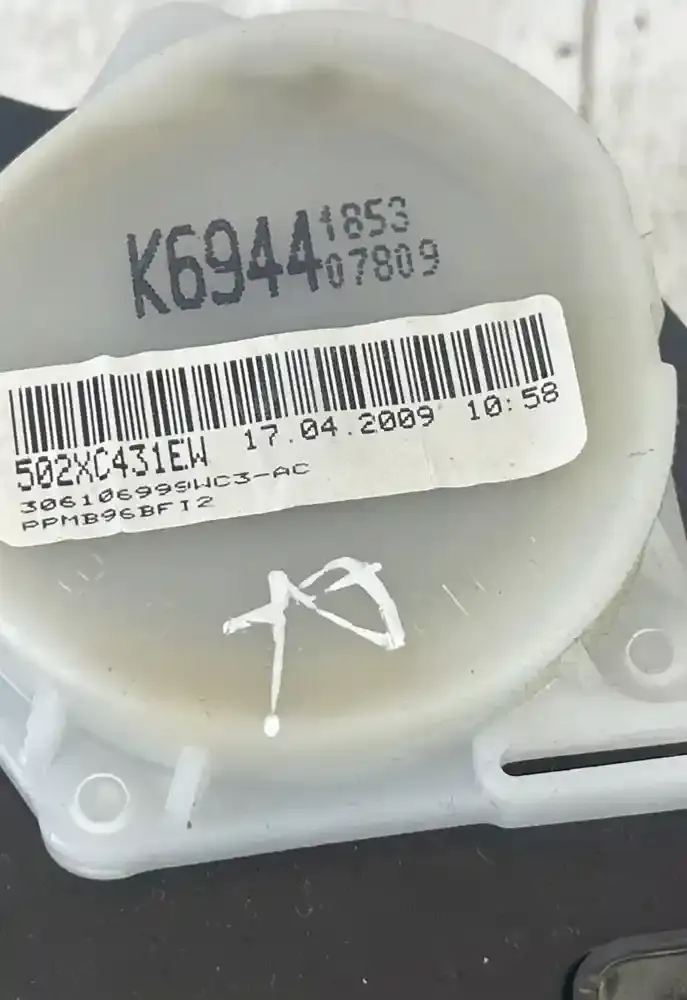 K6944 1853
07809
502XC431EW 17.04.2009 10:58
306106999WC3-AC
PPMB96BFI2